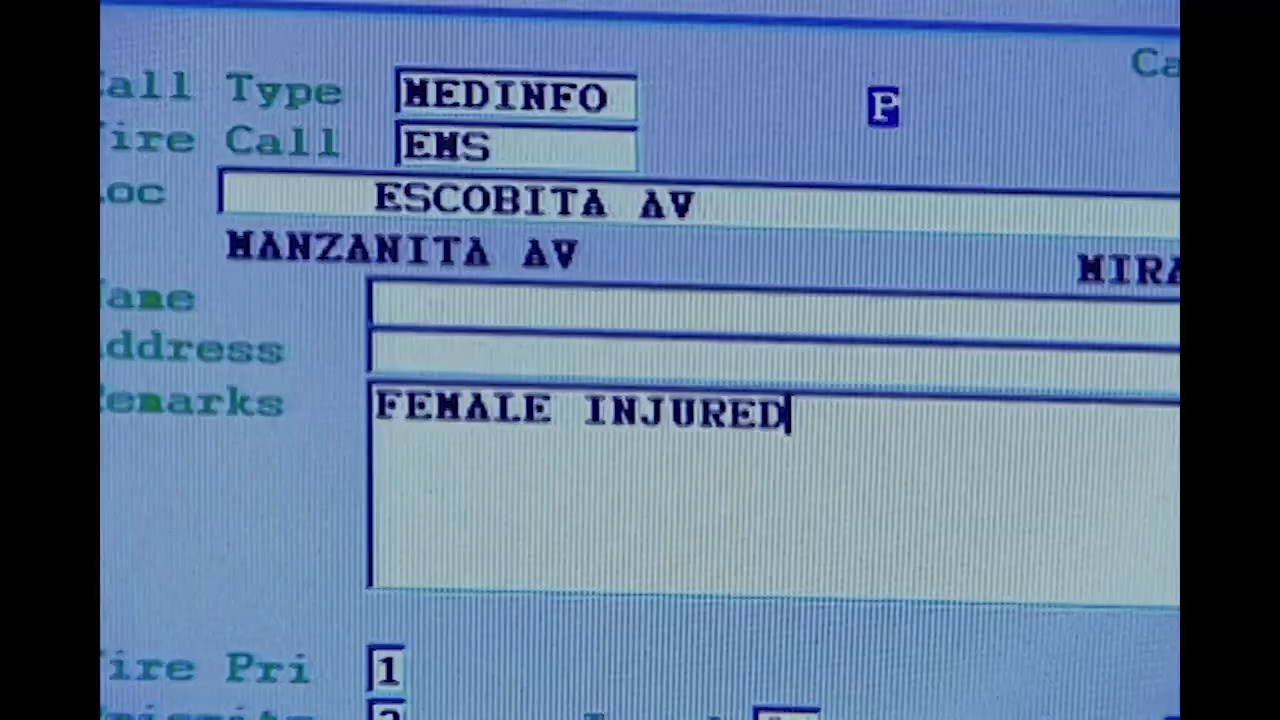 Ca
all Type MEDINFO P
ire Call EMS
oc ESCOBITA AV
MANZANITA AV MIRA
ame
ddress
emarks FEMALE INJURED
ire Pri 1